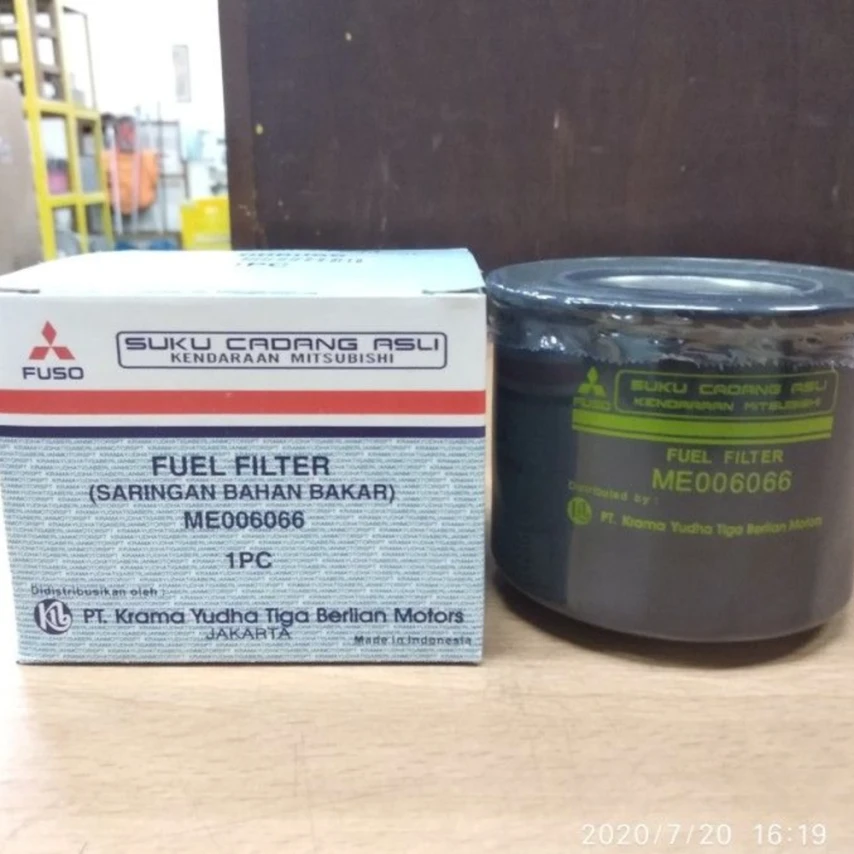 1PC
FUSO
SUKU CADANG ASLI
KENDARAAN MITSUBISHI
FUEL FILTER
(SARINGAN BAHAN BAKAR)
ME006066
1PC
Didistribusikan oleh :
PT. Krama Yudha Tiga Berlian Motors
JAKARTA
Made in Indonesia
FUSO
SUKU CADANG ASLI
KENDARAAN MITSUBISHI
FUEL FILTER
ME006066
Distributed by :
PT. Krama Yudha Tiga Berlian Motors
2020/7/20 16:19